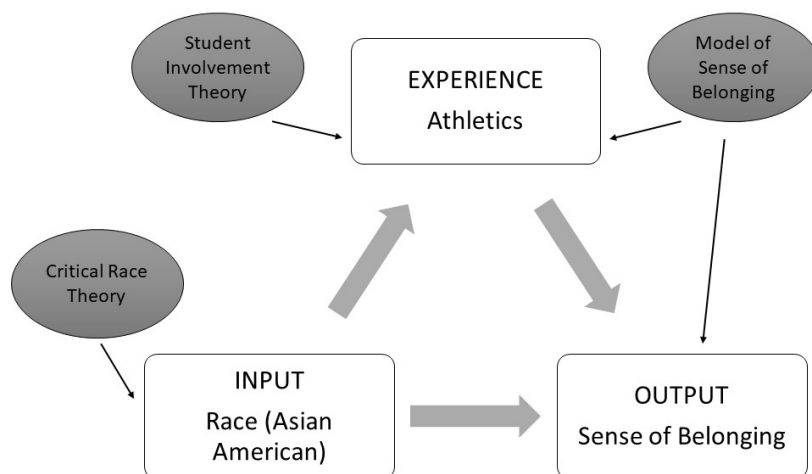 Student
Involvement
Theory
EXPERIENCE
Athletics
Model of
Sense of
Belonging
Critical Race
Theory
INPUT
Race (Asian
American)
OUTPUT
Sense of Belonging